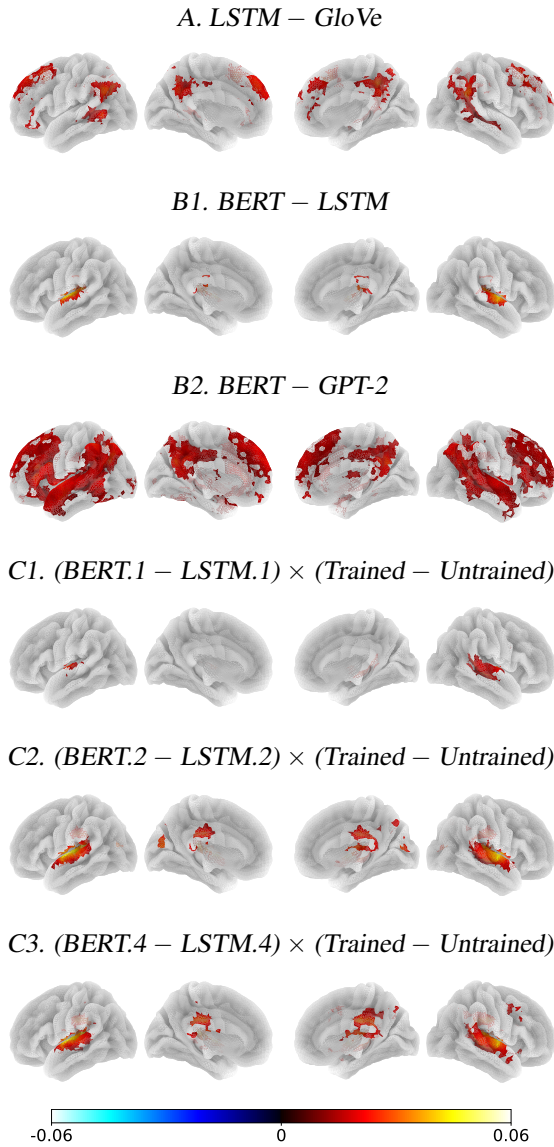 A. LSTM − GloVe
B1. BERT − LSTM
B2. BERT − GPT-2
C1. (BERT.1 − LSTM.1) × (Trained − Untrained)
C2. (BERT.2 − LSTM.2) × (Trained − Untrained)
C3. (BERT.4 − LSTM.4) × (Trained − Untrained)
-0.06 0 0.06